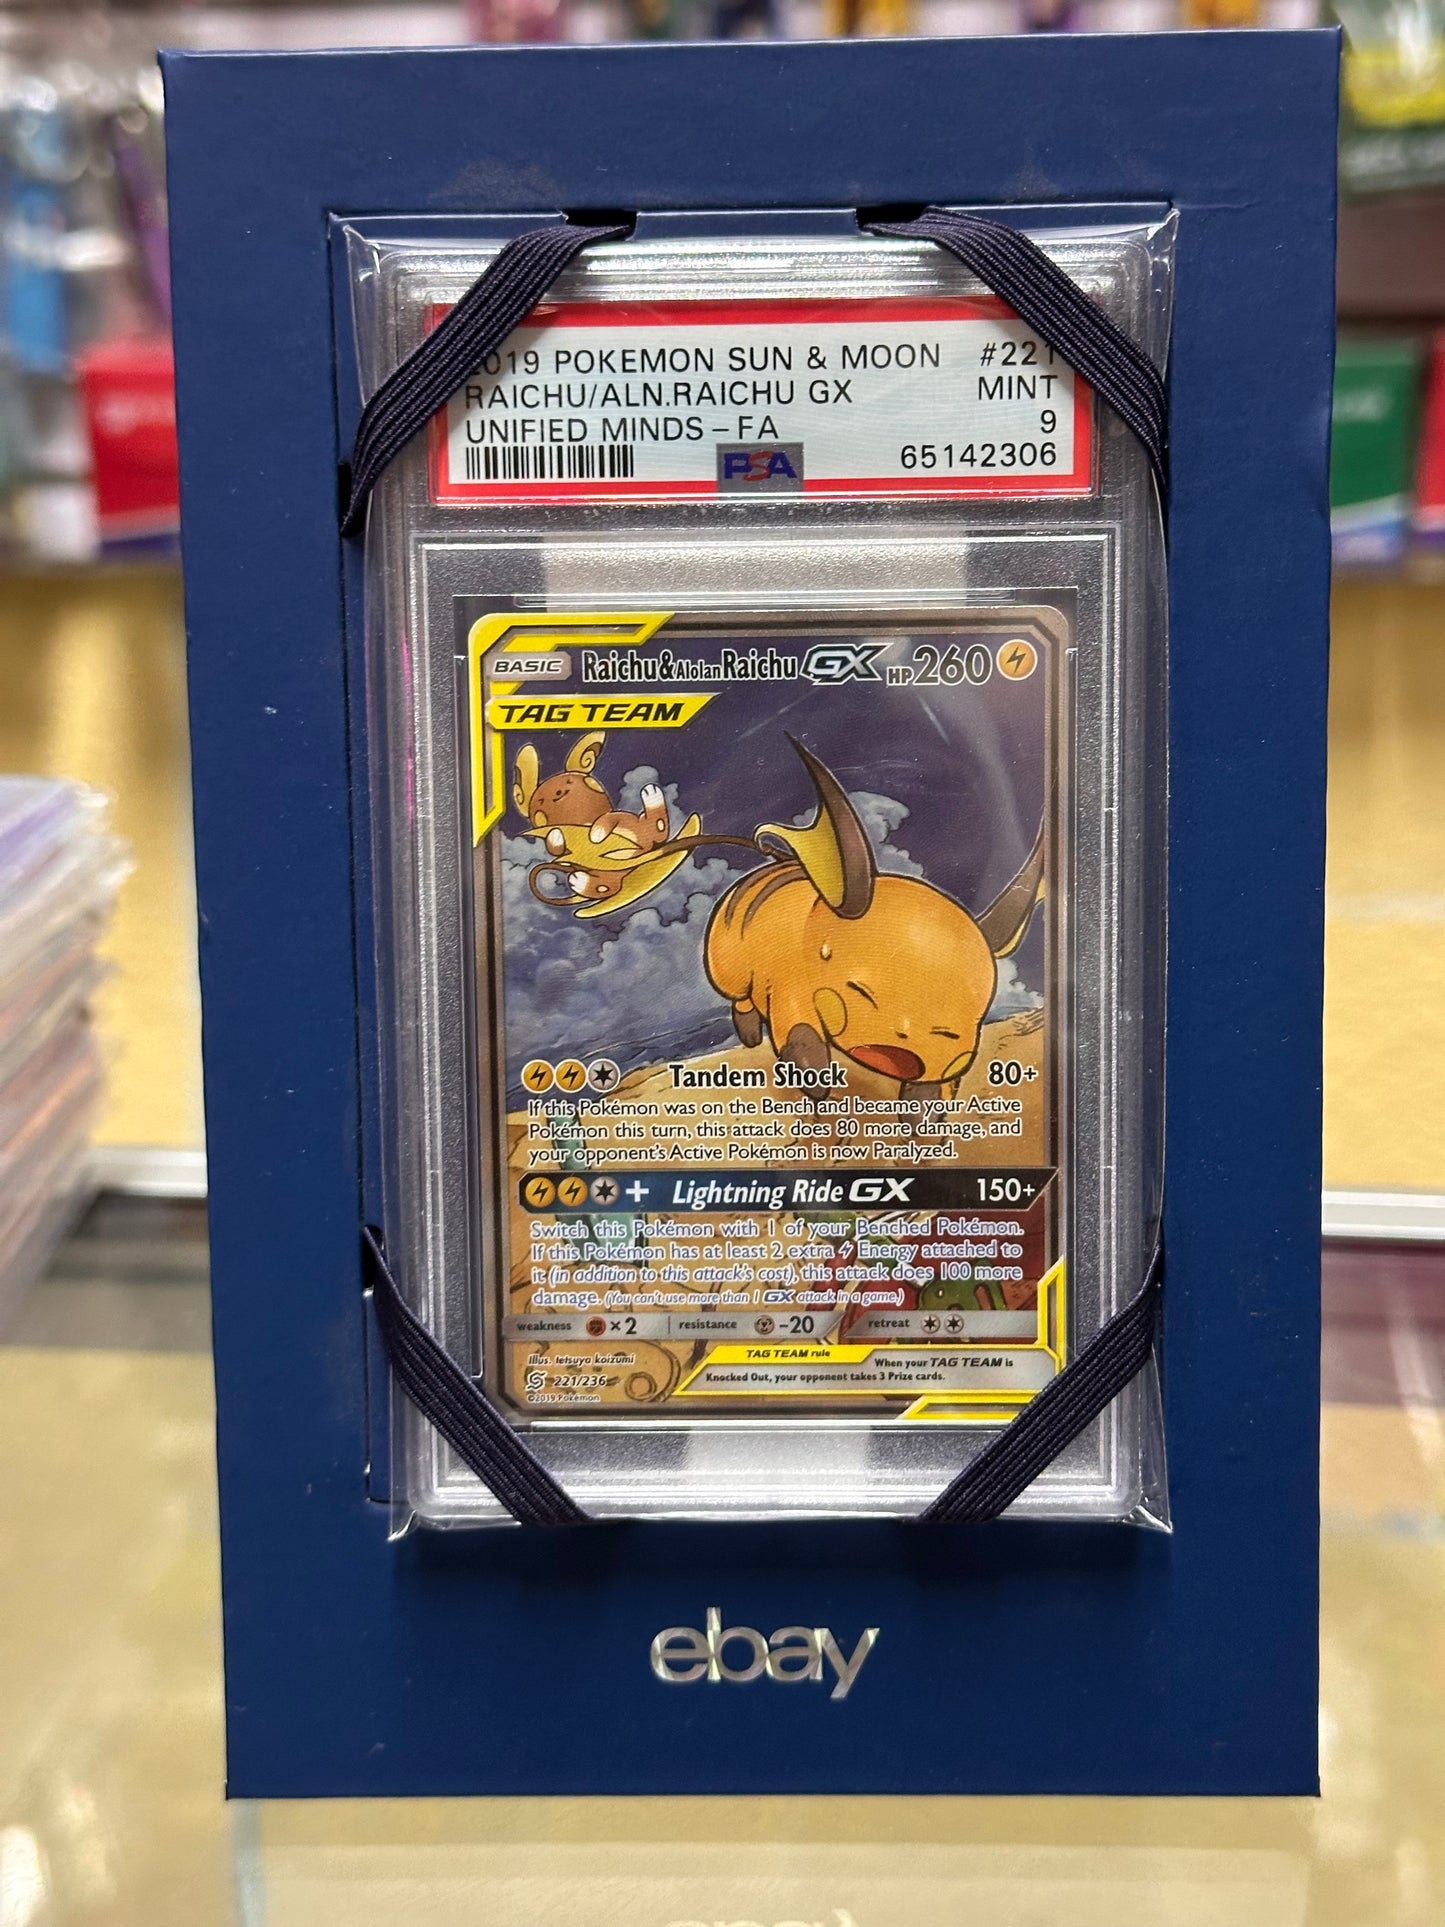 2019 POKEMON SUN & MOON #221
RAICHU/ALN.RAICHU GX MINT
UNIFIED MINDS - FA 9
PSA 65142306
BASIC Raichu & Alolan Raichu GX HP 260
TAG TEAM
Tandem Shock 80+
If this Pokémon was on the Bench and became your Active
Pokémon this turn, this attack does 80 more damage, and
your opponent's Active Pokémon is now Paralyzed.
+ Lightning Ride GX 150+
Switch this Pokémon with 1 of your Benched Pokémon.
If this Pokémon has at least 2 extra Energy attached to
it (in addition to this attack's cost), this attack does 100 more
damage. (You can't use more than 1 GX attack in a game.)
weakness ×2 resistance -20 retreat
Illus. tetsuya koizumi
221/236
©2019 Pokémon
TAG TEAM rule
When your TAG TEAM is
Knocked Out, your opponent takes 3 Prize cards.
ebay